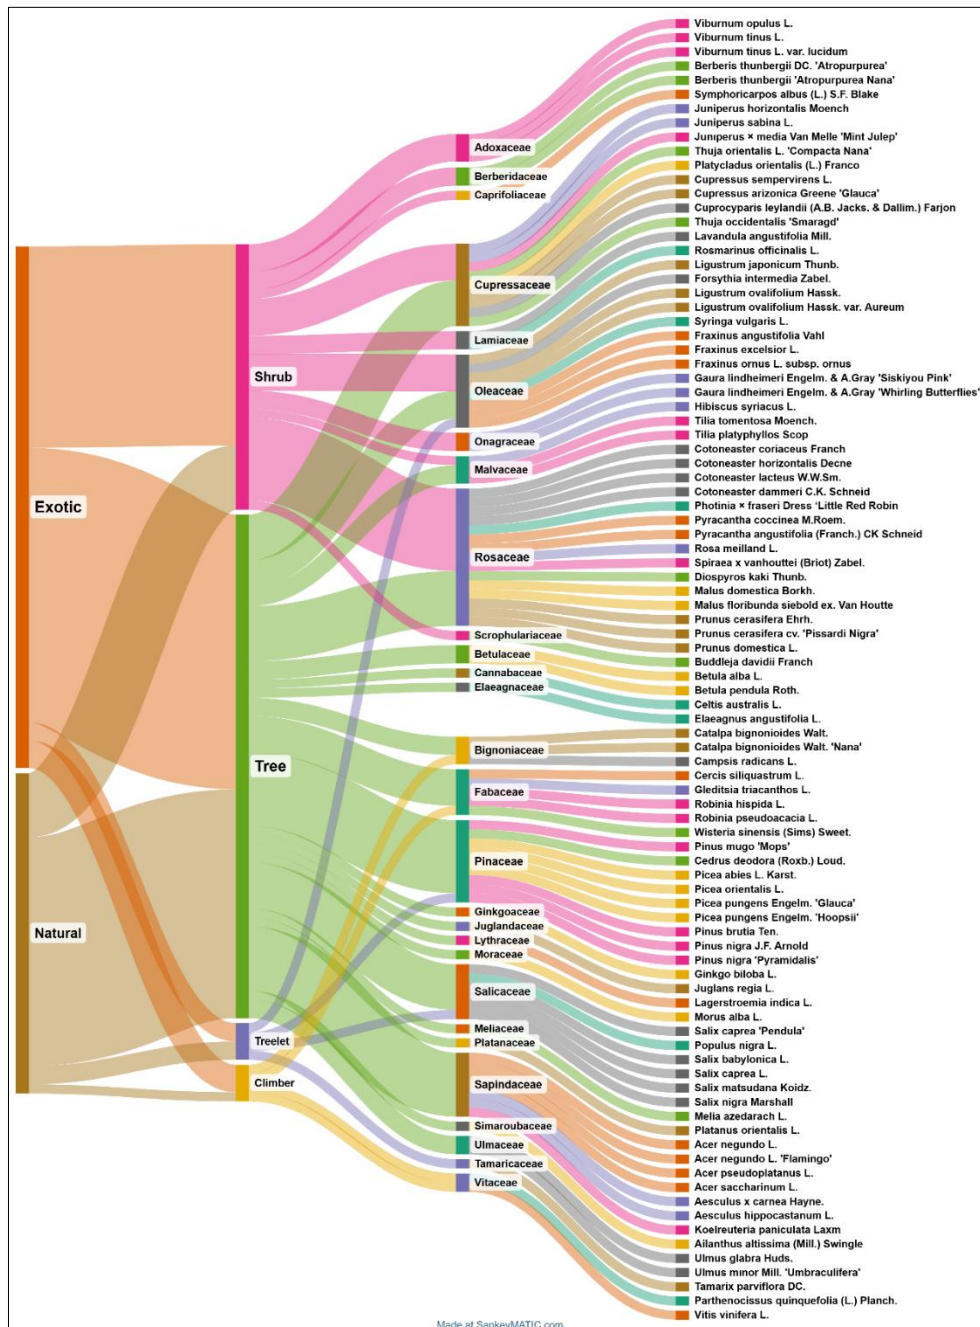 Exotic
Natural
Shrub
Tree
Treelet
Climber
Adoxaceae
Berberidaceae
Caprifoliaceae
Cupressaceae
Lamiaceae
Oleaceae
Onagraceae
Malvaceae
Rosaceae
Scrophulariaceae
Betulaceae
Cannabaceae
Elaeagnaceae
Bignoniaceae
Fabaceae
Pinaceae
Ginkgoaceae
Juglandaceae
Lythraceae
Moraceae
Salicaceae
Meliaceae
Platanaceae
Sapindaceae
Simaroubaceae
Ulmaceae
Tamaricaceae
Vitaceae
Viburnum opulus L.
Viburnum tinus L.
Viburnum tinus L. var. lucidum
Berberis thunbergii DC. 'Atropurpurea'
Berberis thunbergii 'Atropurpurea Nana'
Symphoricarpos albus (L.) S.F. Blake
Juniperus horizontalis Moench
Juniperus sabina L.
Juniperus × media Van Melle 'Mint Julep'
Thuja orientalis L. 'Compacta Nana'
Platycladus orientalis (L.) Franco
Cupressus sempervirens L.
Cupressus arizonica Greene 'Glauca'
Cuprocyparis leylandii (A.B. Jacks. & Dallim.) Farjon
Thuja occidentalis 'Smaragd'
Lavandula angustifolia Mill.
Rosmarinus officinalis L.
Ligustrum japonicum Thunb.
Forsythia intermedia Zabel.
Ligustrum ovalifolium Hassk.
Ligustrum ovalifolium Hassk. var. Aureum
Syringa vulgaris L.
Fraxinus angustifolia Vahl
Fraxinus excelsior L.
Fraxinus ornus L. subsp. ornus
Gaura lindheimeri Engelm. & A.Gray 'Siskiyou Pink'
Gaura lindheimeri Engelm. & A.Gray 'Whirling Butterflies'
Hibiscus syriacus L.
Tilia tomentosa Moench.
Tilia platyphyllos Scop
Cotoneaster coriaceus Franch
Cotoneaster horizontalis Decne
Cotoneaster lacteus W.W.Sm.
Cotoneaster dammeri C.K. Schneid
Photinia × fraseri Dress ‘Little Red Robin
Pyracantha coccinea M.Roem.
Pyracantha angustifolia (Franch.) CK Schneid
Rosa meilland L.
Spiraea x vanhouttei (Briot) Zabel.
Diospyros kaki Thunb.
Malus domestica Borkh.
Malus floribunda siebold ex. Van Houtte
Prunus cerasifera Ehrh.
Prunus cerasifera cv. 'Pissardi Nigra'
Prunus domestica L.
Buddleja davidii Franch
Betula alba L.
Betula pendula Roth.
Celtis australis L.
Elaeagnus angustifolia L.
Catalpa bignonioides Walt.
Catalpa bignonioides Walt. 'Nana'
Campsis radicans L.
Cercis siliquastrum L.
Gleditsia triacanthos L.
Robinia hispida L.
Robinia pseudoacacia L.
Wisteria sinensis (Sims) Sweet.
Pinus mugo 'Mops'
Cedrus deodora (Roxb.) Loud.
Picea abies L. Karst.
Picea orientalis L.
Picea pungens Engelm. 'Glauca'
Picea pungens Engelm. 'Hoopsii'
Pinus brutia Ten.
Pinus nigra J.F. Arnold
Pinus nigra 'Pyramidalis'
Ginkgo biloba L.
Juglans regia L.
Lagerstroemia indica L.
Morus alba L.
Salix caprea 'Pendula'
Populus nigra L.
Salix babylonica L.
Salix caprea L.
Salix matsudana Koidz.
Salix nigra Marshall
Melia azedarach L.
Platanus orientalis L.
Acer negundo L.
Acer negundo L. 'Flamingo'
Acer pseudoplatanus L.
Acer saccharinum L.
Aesculus x carnea Hayne.
Aesculus hippocastanum L.
Koelreuteria paniculata Laxm
Ailanthus altissima (Mill.) Swingle
Ulmus glabra Huds.
Ulmus minor Mill. 'Umbraculifera'
Tamarix parviflora DC.
Parthenocissus quinquefolia (L.) Planch.
Vitis vinifera L.
Made at SankeyMATIC.com